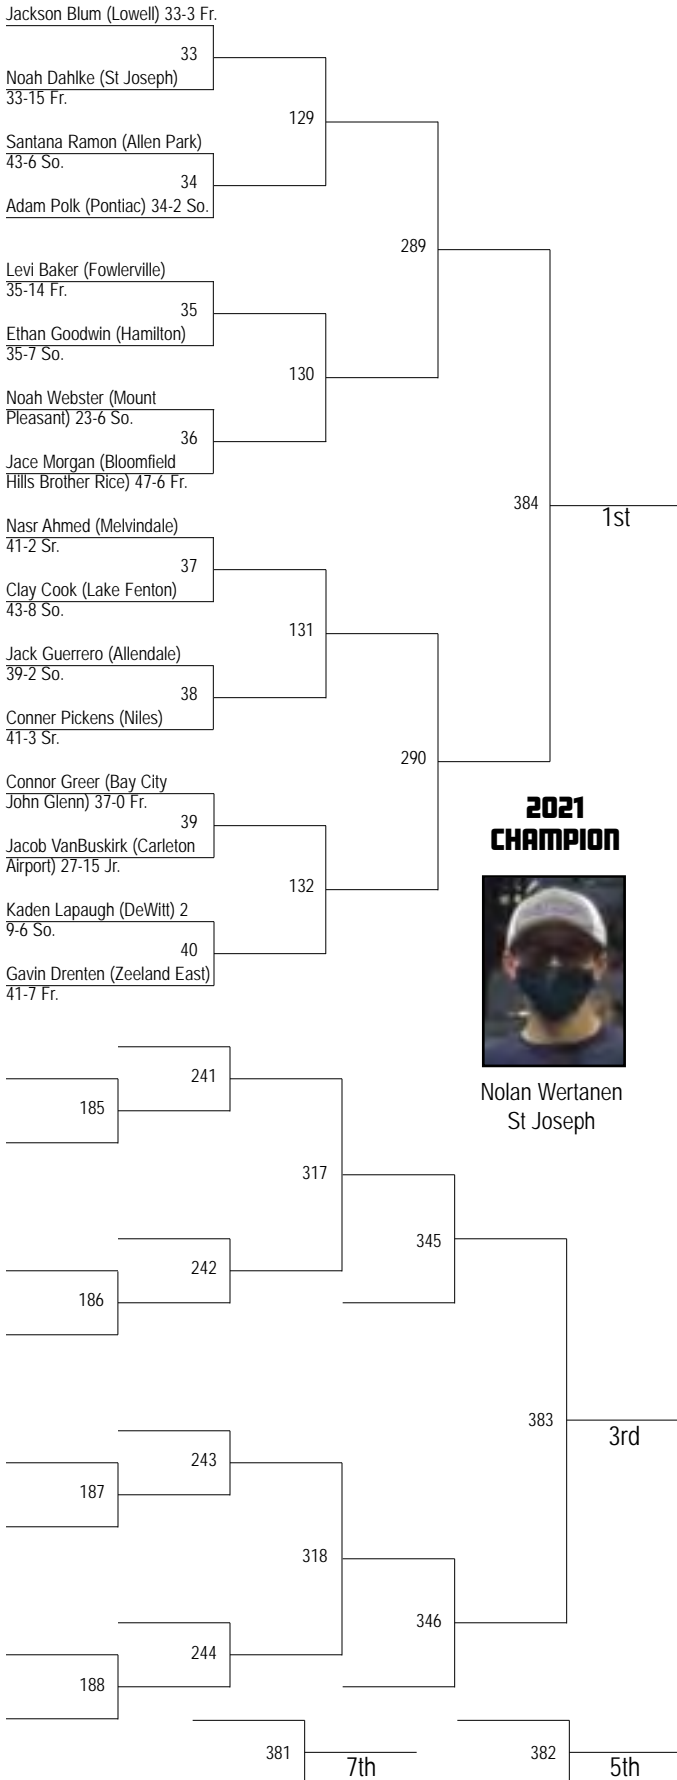 Jackson Blum (Lowell) 33-3 Fr.
33
Noah Dahlke (St Joseph)
33-15 Fr.
129
Santana Ramon (Allen Park)
43-6 So.
34
Adam Polk (Pontiac) 34-2 So.
289
Levi Baker (Fowlerville)
35-14 Fr.
35
Ethan Goodwin (Hamilton)
35-7 So.
130
Noah Webster (Mount
Pleasant) 23-6 So.
36
Jace Morgan (Bloomfield
Hills Brother Rice) 47-6 Fr.
384
1st
Nasr Ahmed (Melvindale)
41-2 Sr.
37
Clay Cook (Lake Fenton)
43-8 So.
131
Jack Guerrero (Allendale)
39-2 So.
38
Conner Pickens (Niles)
41-3 Sr.
290
Connor Greer (Bay City
John Glenn) 37-0 Fr.
39
Jacob VanBuskirk (Carleton
Airport) 27-15 Jr.
132
Kaden Lapaugh (DeWitt) 2
9-6 So.
40
Gavin Drenten (Zeeland East)
41-7 Fr.
2021
CHAMPION
Nolan Wertanen
St Joseph
241
185
317
345
242
186
383
3rd
243
187
318
346
244
188
381
7th
382
5th